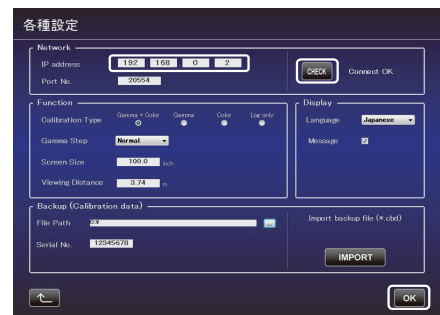 各種設定
Network
IP address 192 168 0 2
CHECK Connect OK
Port No. 20554
Function
Calibration Type Gamma + Color Gamma Color Log only
Gamma Step Normal
Screen Size 100.0 inch
Viewing Distance 3.74 m
Display
Language Japanese
Message
Backup (Calibration data)
File Path D:¥ ...
Serial No. 12345678
Import backup file (*.cbd)
IMPORT
OK